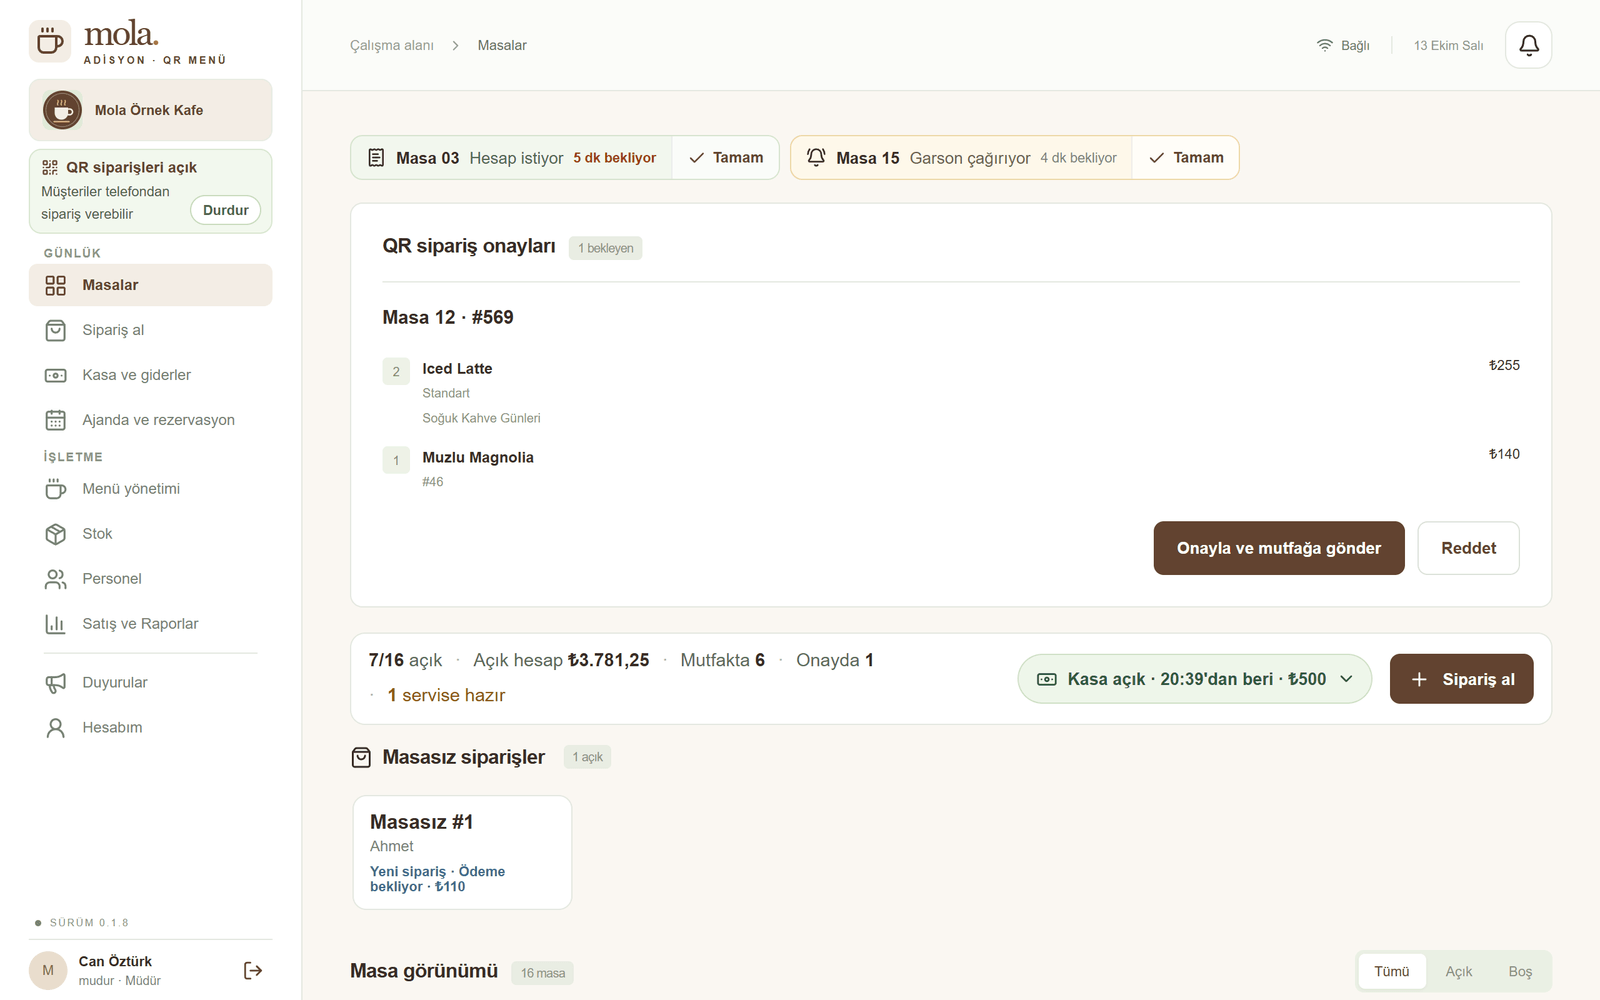 mola.
ADİSYON · QR MENÜ
Mola Örnek Kafe
QR siparişleri açık
Müşteriler telefondan
sipariş verebilir
Durdur
GÜNLÜK
Masalar
Sipariş al
Kasa ve giderler
Ajanda ve rezervasyon
İŞLETME
Menü yönetimi
Stok
Personel
Satış ve Raporlar
Duyurular
Hesabım
SÜRÜM 0.1.8
M
Can Öztürk
mudur · Müdür
Çalışma alanı
Masalar
Bağlı
13 Ekim Salı
Masa 03 Hesap istiyor 5 dk bekliyor
Tamam
Masa 15 Garson çağırıyor 4 dk bekliyor
Tamam
QR sipariş onayları
1 bekleyen
Masa 12 · #569
2 Iced Latte ₺255
Standart
Soğuk Kahve Günleri
1 Muzlu Magnolia ₺140
#46
Onayla ve mutfağa gönder
Reddet
7/16 açık · Açık hesap ₺3.781,25 · Mutfakta 6 · Onayda 1
· 1 servise hazır
Kasa açık · 20:39'dan beri · ₺500
Sipariş al
Masasız siparişler
1 açık
Masasız #1
Ahmet
Yeni sipariş · Ödeme
bekliyor · ₺110
Masa görünümü
16 masa
Tümü
Açık
Boş